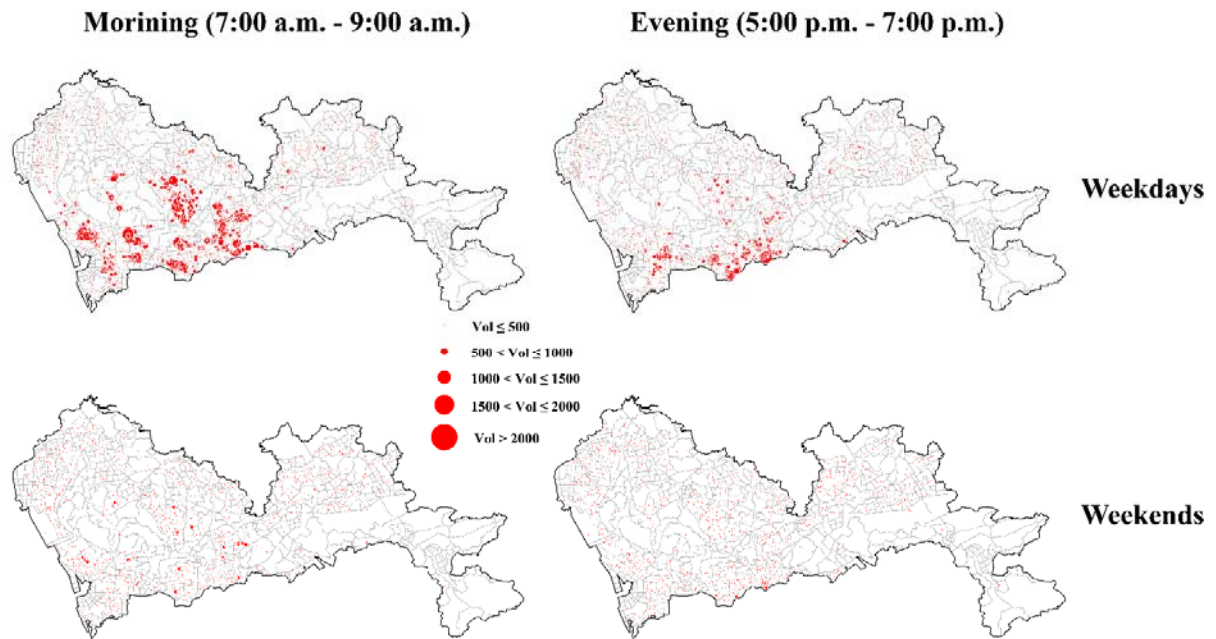 Morining (7:00 a.m. - 9:00 a.m.)
Evening (5:00 p.m. - 7:00 p.m.)
Weekdays
Vol ≤ 500
500 < Vol ≤ 1000
1000 < Vol ≤ 1500
1500 < Vol ≤ 2000
Vol > 2000
Weekends